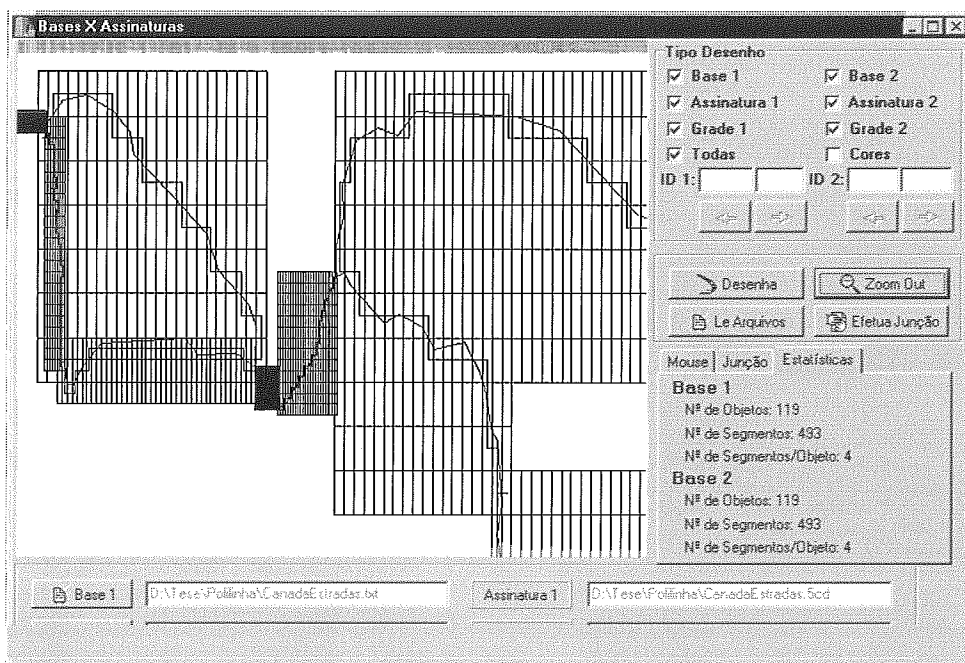 Bases X Assinaturas
Tipo Desenho
Base 1 Base 2
Assinatura 1 Assinatura 2
Grade 1 Grade 2
Todas Cores
ID 1: ID 2:
Desenha Zoom Out
Le Arquivos Efetua Junção
Mouse Junção Estatísticas
Base 1
Nº de Objetos: 119
Nº de Segmentos: 493
Nº de Segmentos/Objeto: 4
Base 2
Nº de Objetos: 119
Nº de Segmentos: 493
Nº de Segmentos/Objeto: 4
Base 1 D:\Tese\Polilinha\CanadaEstradas.txt Assinatura 1 D:\Tese\Polilinha\CanadaEstradas.5cd